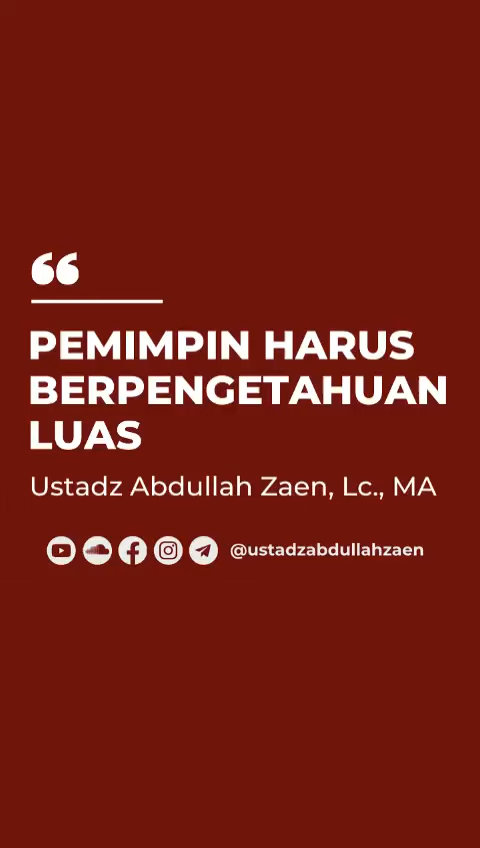 “
PEMIMPIN HARUS
BERPENGETAHUAN
LUAS
Ustadz Abdullah Zaen, Lc., MA
@ustadzabdullahzaen